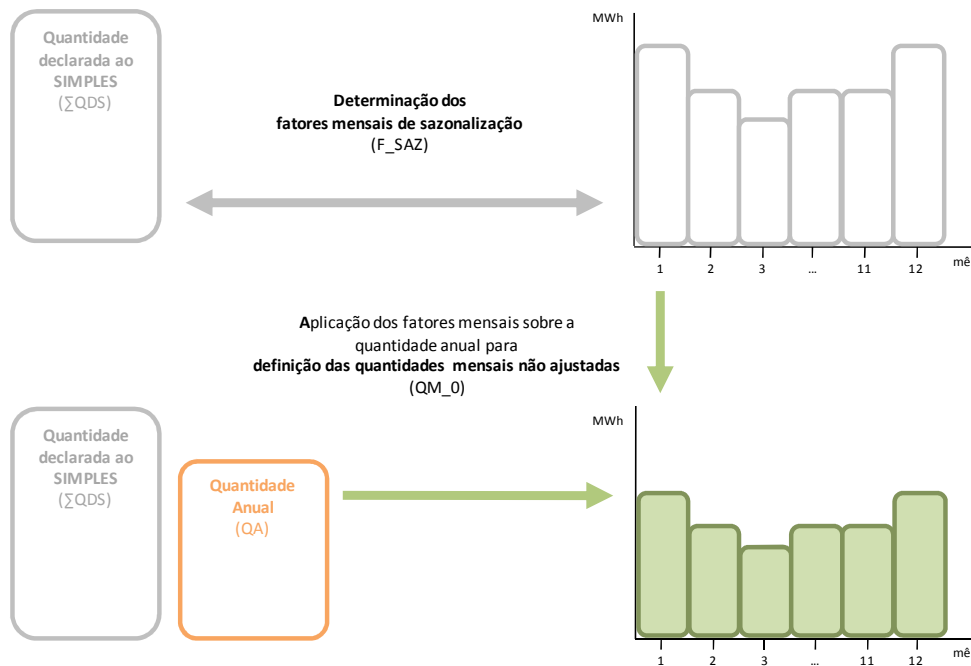 Quantidade
declarada ao
SIMPLES
(∑QDS)
Determinação dos
fatores mensais de sazonalização
(F_SAZ)
MWh
1 2 3 ... 11 12 mê
Aplicação dos fatores mensais sobre a
quantidade anual para
definição das quantidades mensais não ajustadas
(QM_0)
Quantidade
declarada ao
SIMPLES
(∑QDS)
Quantidade
Anual
(QA)
MWh
1 2 3 ... 11 12 mê